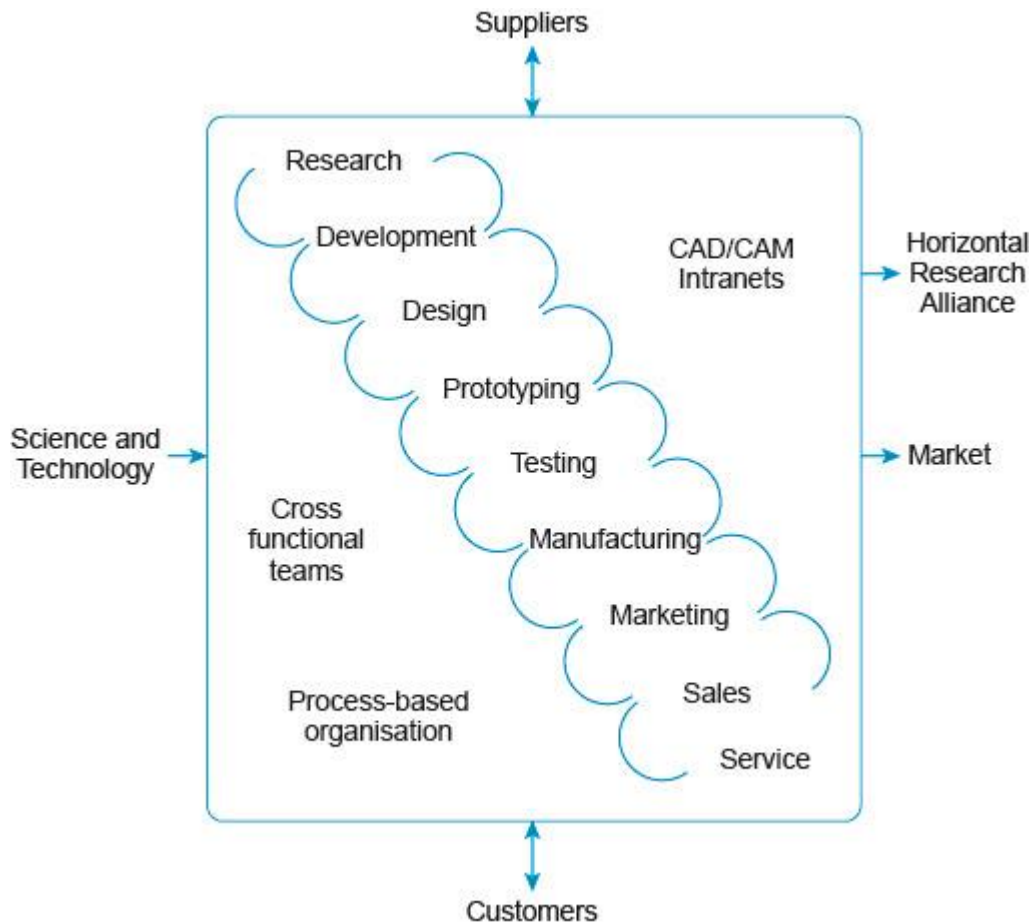 Suppliers
Research
Development
CAD/CAM
Intranets
Horizontal
Research
Alliance
Design
Prototyping
Science and
Technology
Market
Testing
Cross
functional
teams
Manufacturing
Marketing
Process-based
organisation
Sales
Service
Customers